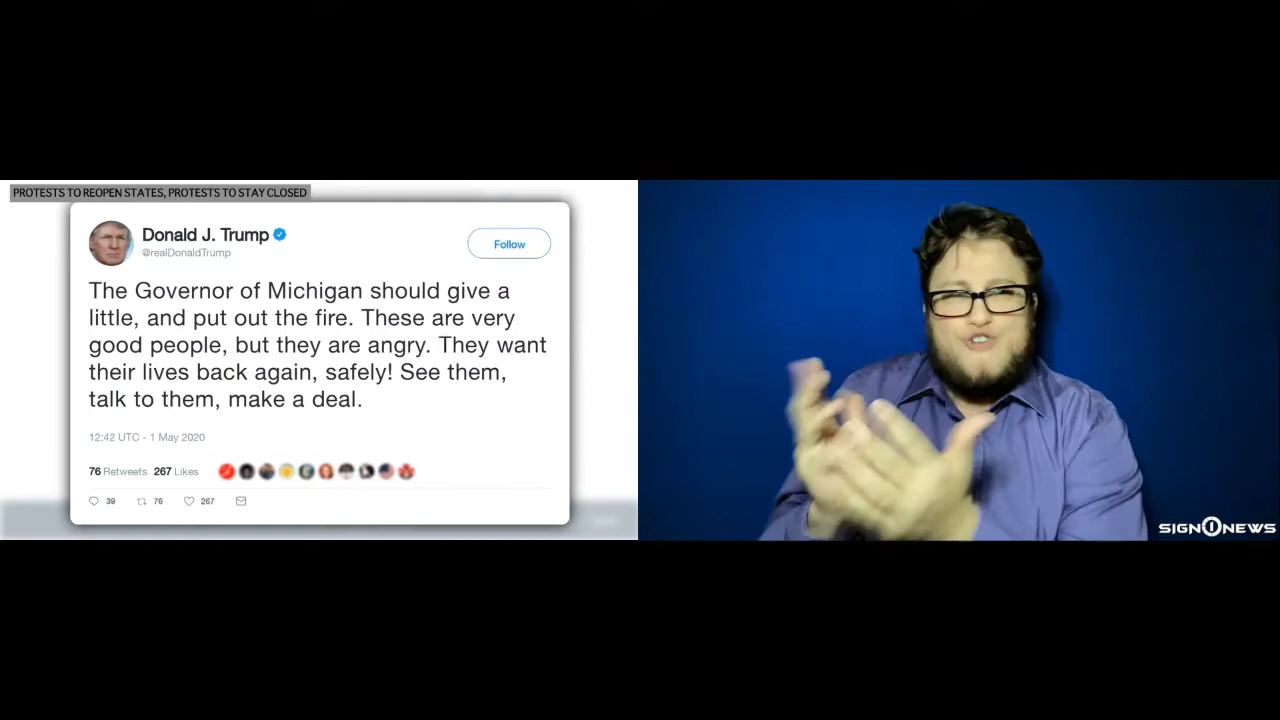 PROTESTS TO REOPEN STATES, PROTESTS TO STAY CLOSED
Donald J. Trump
@realDonaldTrump
Follow
The Governor of Michigan should give a
little, and put out the fire. These are very
good people, but they are angry. They want
their lives back again, safely! See them,
talk to them, make a deal.
12:42 UTC - 1 May 2020
76 Retweets 267 Likes
39 76 267
SIGN1NEWS